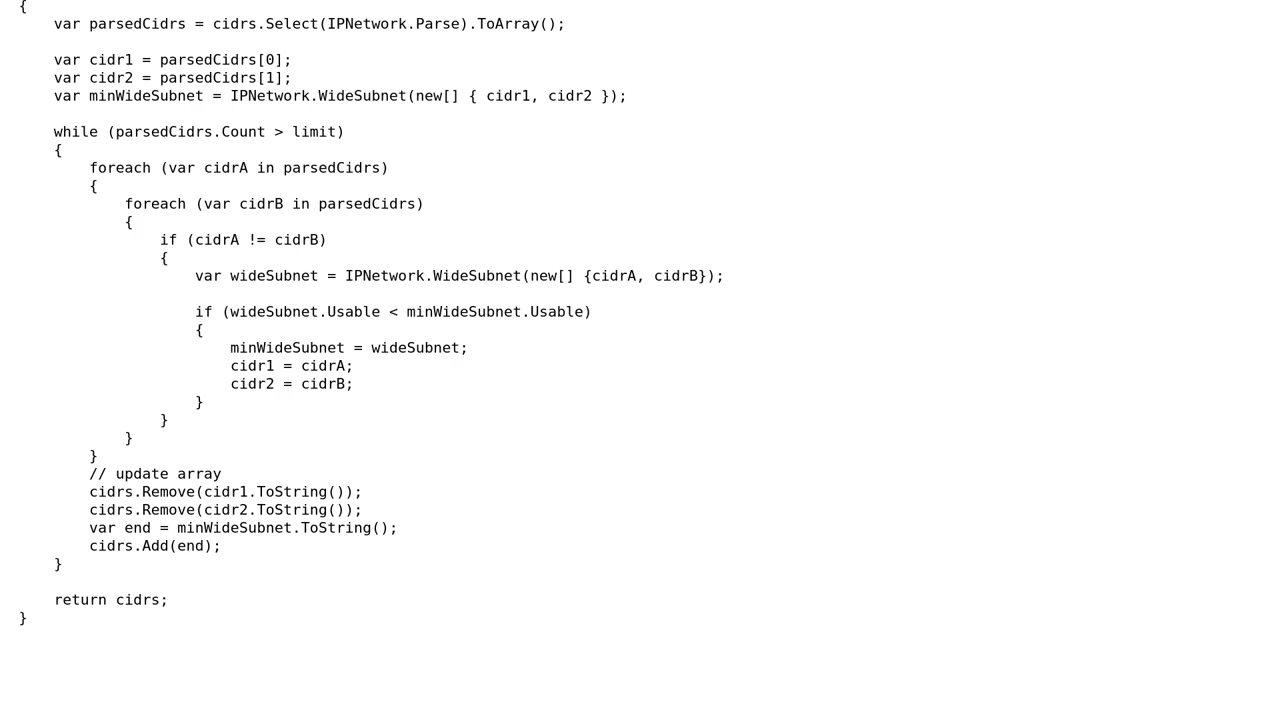 {
    var parsedCidrs = cidrs.Select(IPNetwork.Parse).ToArray();
    var cidr1 = parsedCidrs[0];
    var cidr2 = parsedCidrs[1];
    var minWideSubnet = IPNetwork.WideSubnet(new[] { cidr1, cidr2 });
    while (parsedCidrs.Count > limit)
    {
        foreach (var cidrA in parsedCidrs)
        {
            foreach (var cidrB in parsedCidrs)
            {
                if (cidrA != cidrB)
                {
                    var wideSubnet = IPNetwork.WideSubnet(new[] {cidrA, cidrB});
                    if (wideSubnet.Usable < minWideSubnet.Usable)
                    {
                        minWideSubnet = wideSubnet;
                        cidr1 = cidrA;
                        cidr2 = cidrB;
                    }
                }
            }
        }
        // update array
        cidrs.Remove(cidr1.ToString());
        cidrs.Remove(cidr2.ToString());
        var end = minWideSubnet.ToString();
        cidrs.Add(end);
    }
    return cidrs;
}